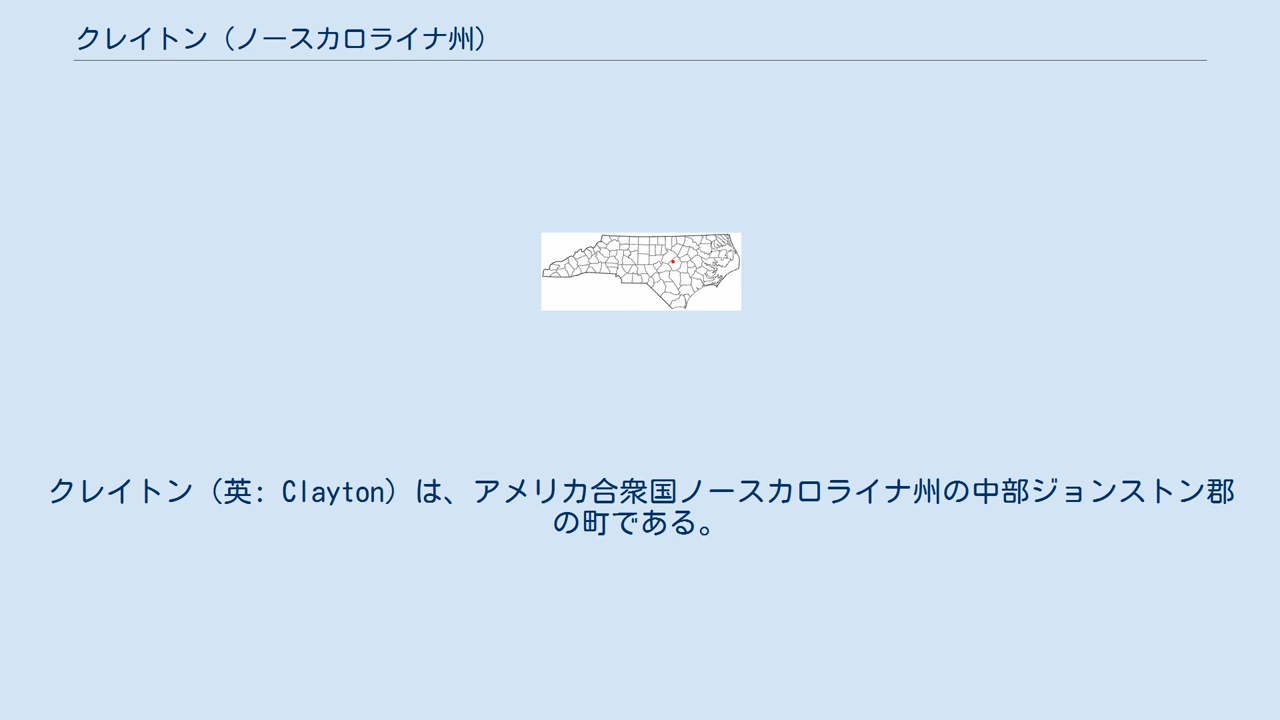 クレイトン（ノースカロライナ州）
クレイトン（英: Clayton）は、アメリカ合衆国ノースカロライナ州の中部ジョンストン郡
の町である。